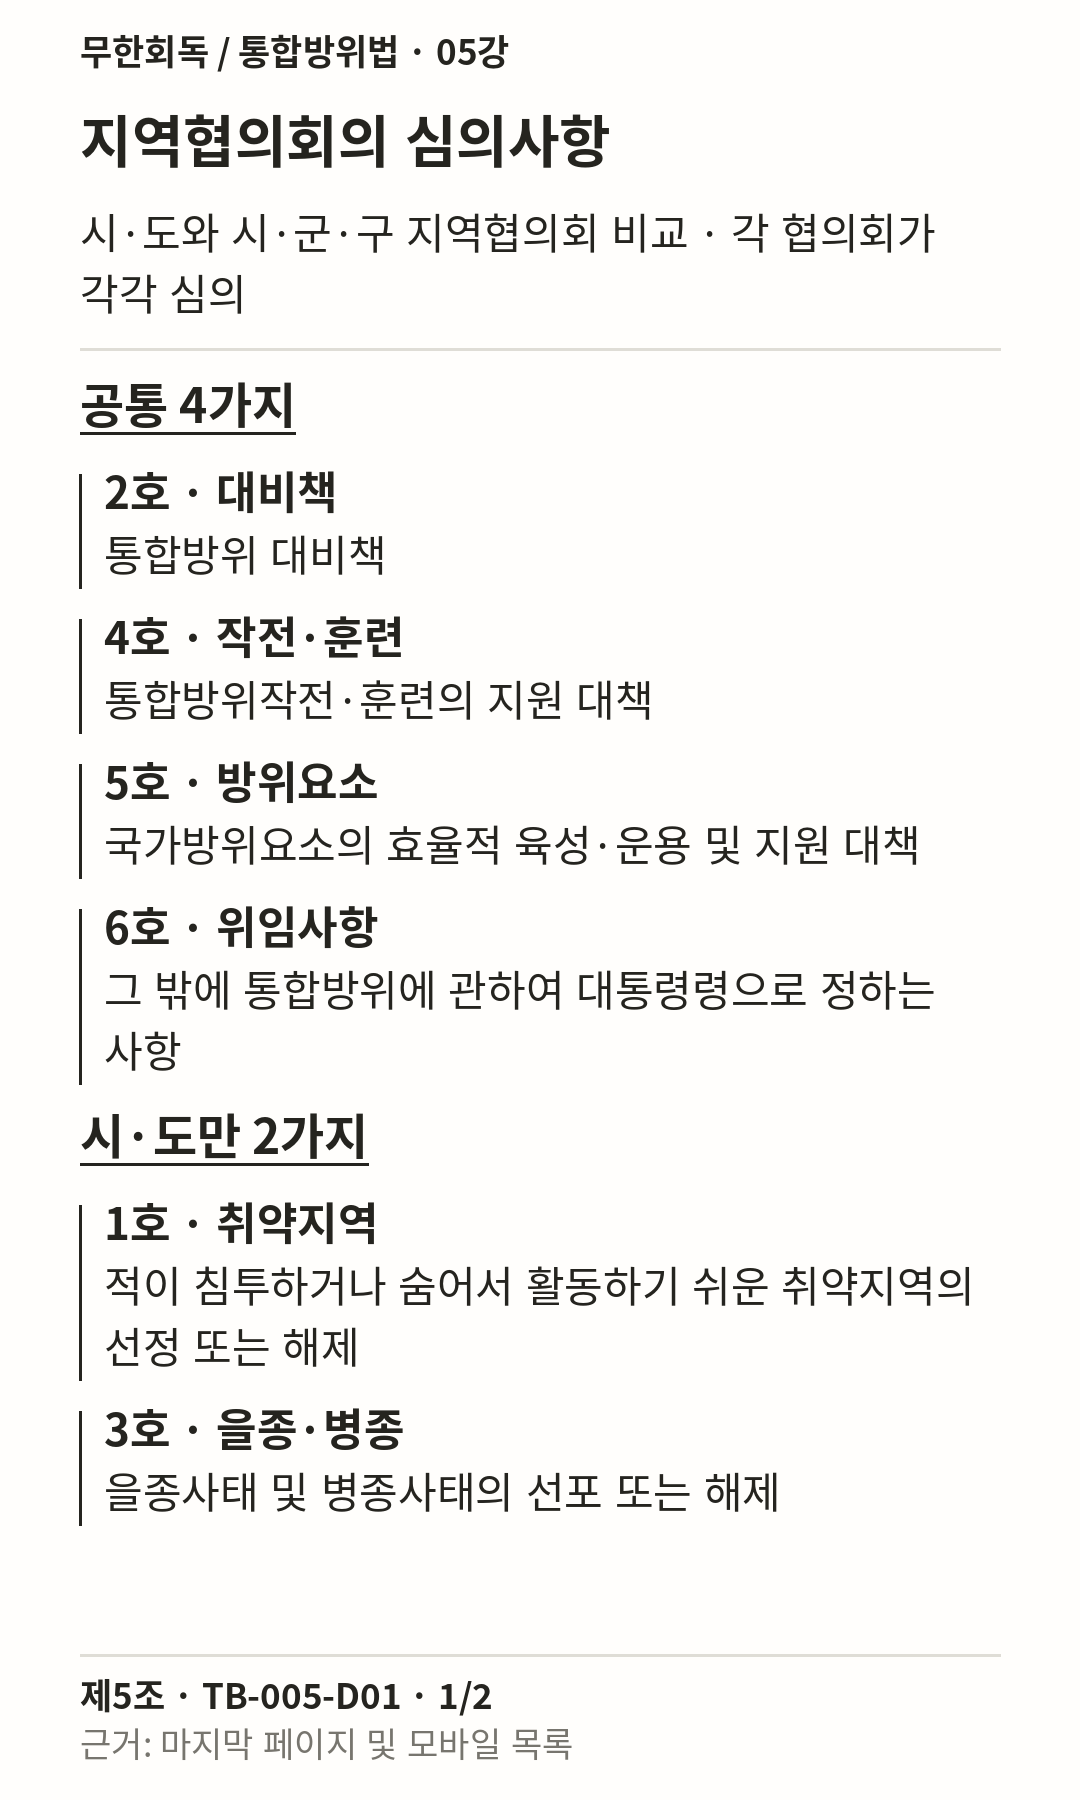 무한회독 / 통합방위법 · 05강
지역협의회의 심의사항
시·도와 시·군·구 지역협의회 비교 · 각 협의회가
각각 심의
공통 4가지
2호 · 대비책
통합방위 대비책
4호 · 작전·훈련
통합방위작전·훈련의 지원 대책
5호 · 방위요소
국가방위요소의 효율적 육성·운용 및 지원 대책
6호 · 위임사항
그 밖에 통합방위에 관하여 대통령령으로 정하는
사항
시·도만 2가지
1호 · 취약지역
적이 침투하거나 숨어서 활동하기 쉬운 취약지역의
선정 또는 해제
3호 · 을종·병종
을종사태 및 병종사태의 선포 또는 해제
제5조 · TB-005-D01 · 1/2
근거: 마지막 페이지 및 모바일 목록